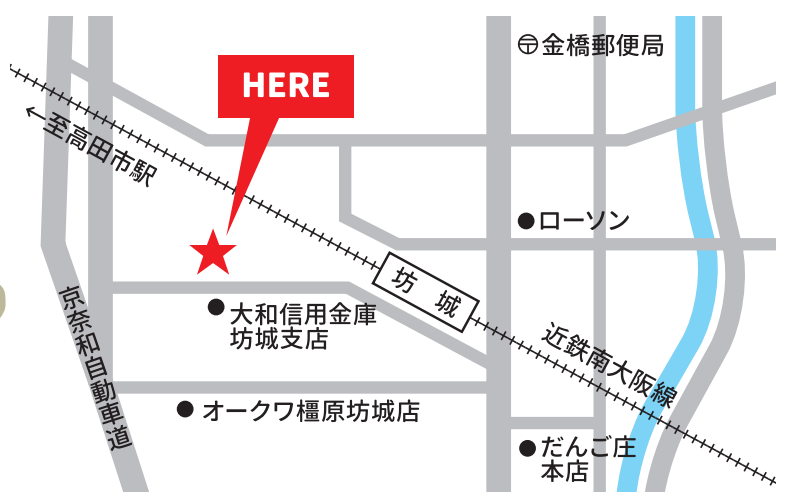 〶金橋郵便局
HERE
←至高田市駅
●ローソン
坊城
●大和信用金庫
坊城支店
京奈和自動車道
近鉄南大阪線
●オークワ橿原坊城店
●だんご庄
本店